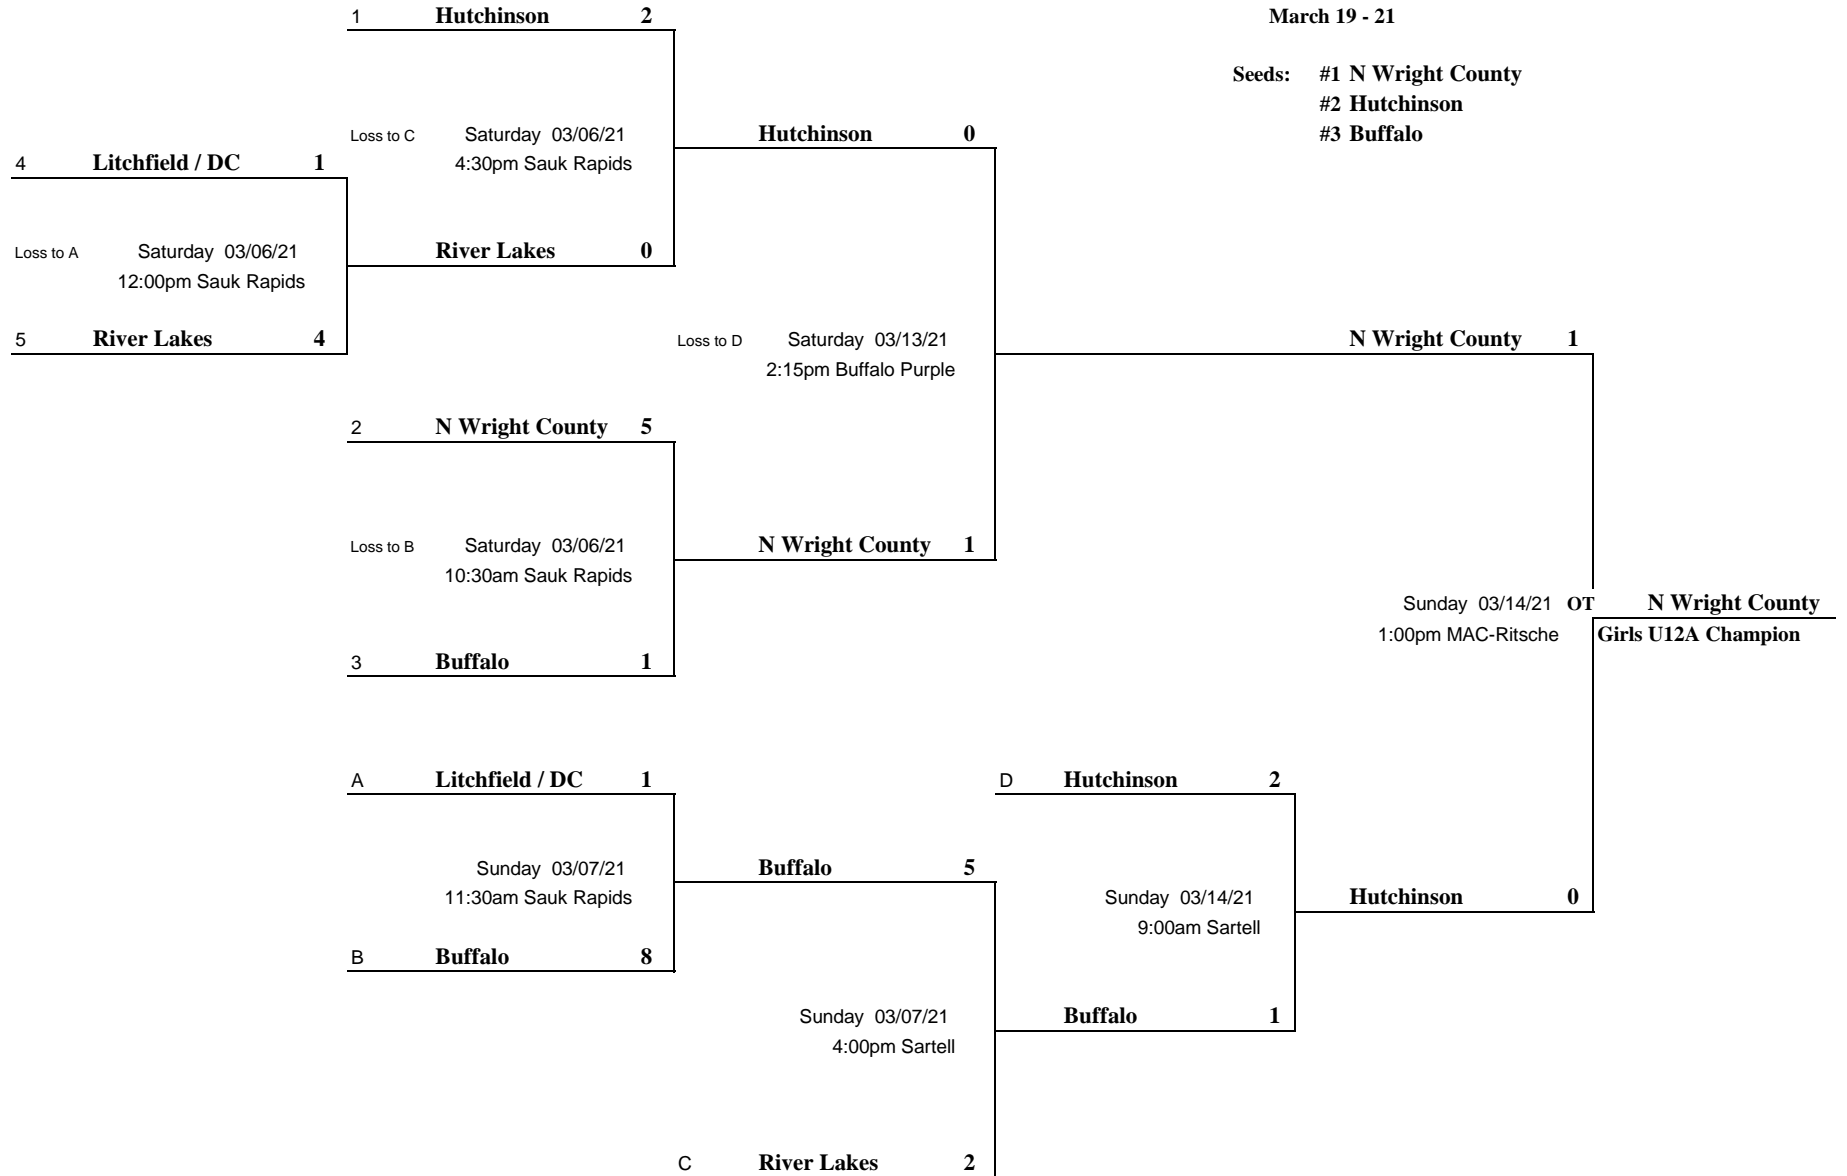 1 Hutchinson 2
March 19 - 21
Seeds: #1 N Wright County
#2 Hutchinson
#3 Buffalo
Loss to C Saturday 03/06/21
4:30pm Sauk Rapids
Hutchinson 0
4 Litchfield / DC 1
Loss to A Saturday 03/06/21
12:00pm Sauk Rapids
River Lakes 0
5 River Lakes 4
Loss to D Saturday 03/13/21
2:15pm Buffalo Purple
N Wright County 1
2 N Wright County 5
Loss to B Saturday 03/06/21
10:30am Sauk Rapids
N Wright County 1
3 Buffalo 1
Sunday 03/14/21 OT N Wright County
1:00pm MAC-Ritsche Girls U12A Champion
A Litchfield / DC 1
D Hutchinson 2
Sunday 03/07/21
11:30am Sauk Rapids
Buffalo 5
Sunday 03/14/21
9:00am Sartell
Hutchinson 0
B Buffalo 8
Sunday 03/07/21
4:00pm Sartell
Buffalo 1
C River Lakes 2